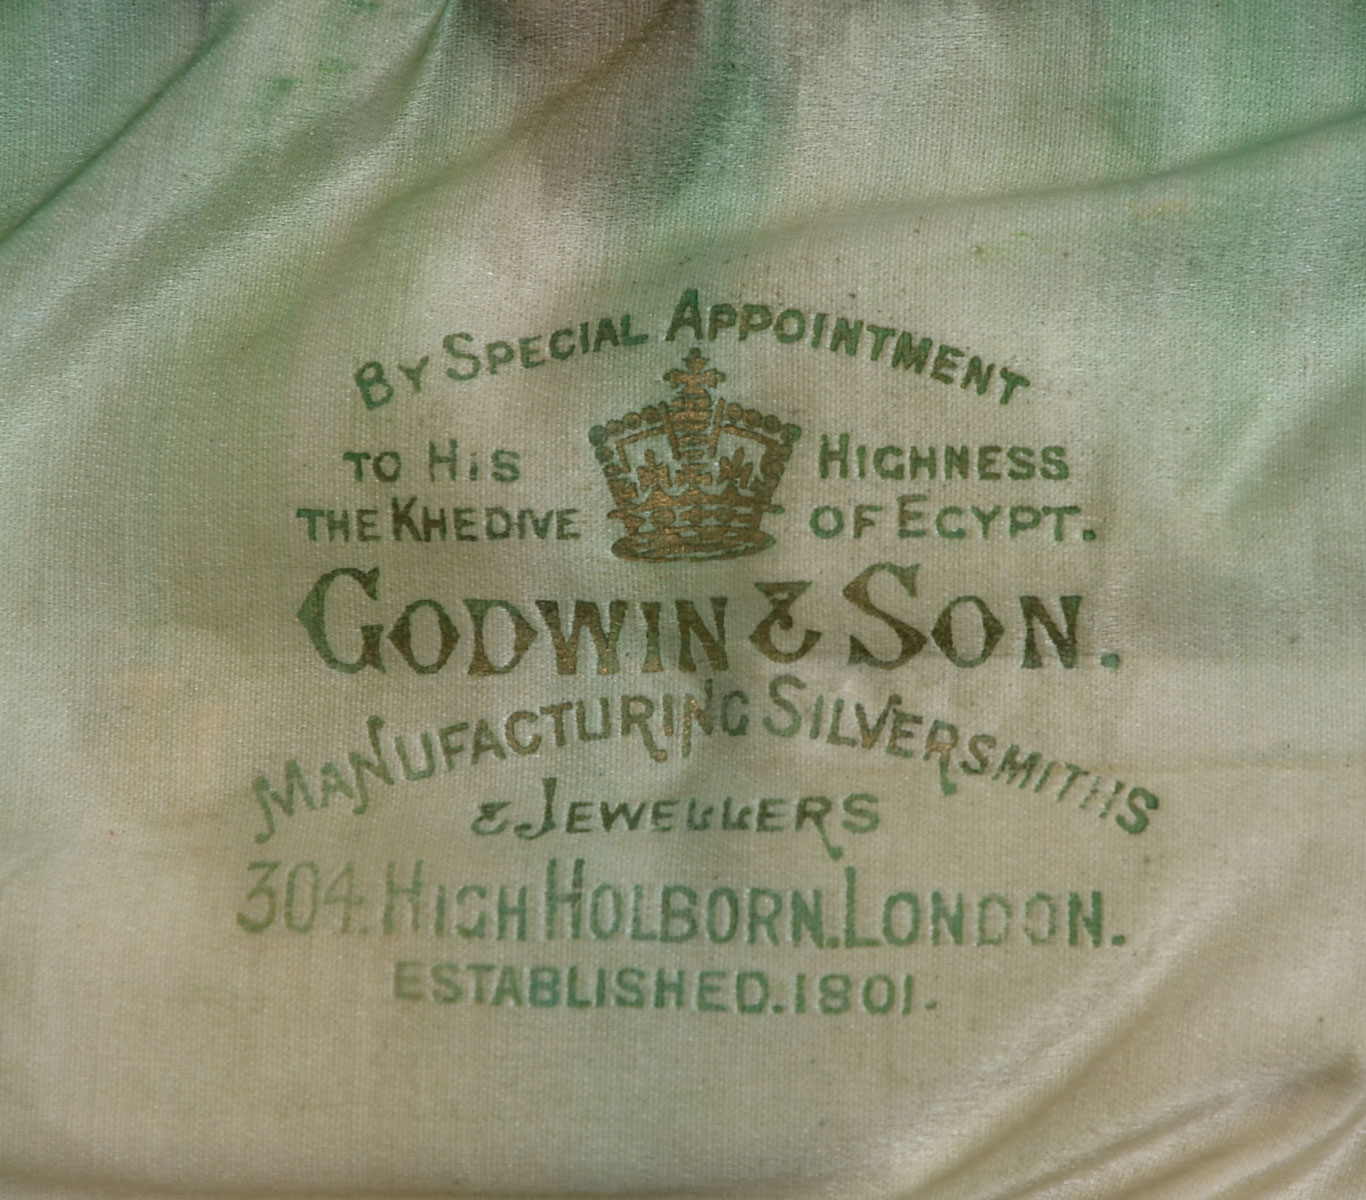 BY SPECIAL APPOINTMENT
TO HIS HIGHNESS
THE KHEDIVE OF EGYPT.
GODWIN & SON.
MANUFACTURING SILVERSMITHS
& JEWELLERS
304. HIGH HOLBORN. LONDON.
ESTABLISHED. 1801.